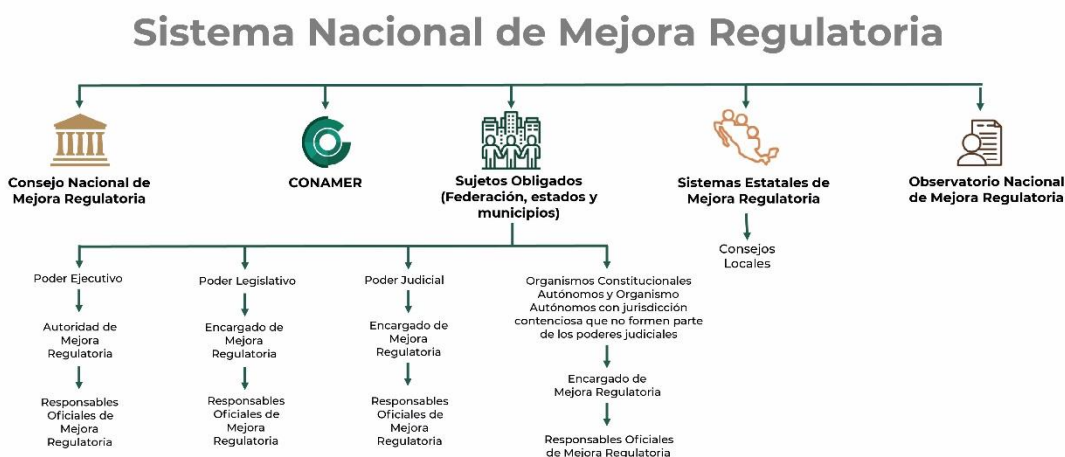 Sistema Nacional de Mejora Regulatoria
Consejo Nacional de
Mejora Regulatoria
CONAMER
Sujetos Obligados
(Federación, estados y
municipios)
Sistemas Estatales de
Mejora Regulatoria
Observatorio Nacional
de Mejora Regulatoria
Consejos
Locales
Poder Ejecutivo
Poder Legislativo
Poder Judicial
Organismos Constitucionales
Autónomos y Organismo
Autónomos con jurisdicción
contenciosa que no formen parte
de los poderes judiciales
Autoridad de
Mejora
Regulatoria
Encargado de
Mejora
Regulatoria
Encargado de
Mejora
Regulatoria
Encargado de
Mejora Regulatoria
Responsables
Oficiales de
Mejora
Regulatoria
Responsables
Oficiales de
Mejora
Regulatoria
Responsables
Oficiales de
Mejora
Regulatoria
Responsables Oficiales
de Mejora Regulatoria